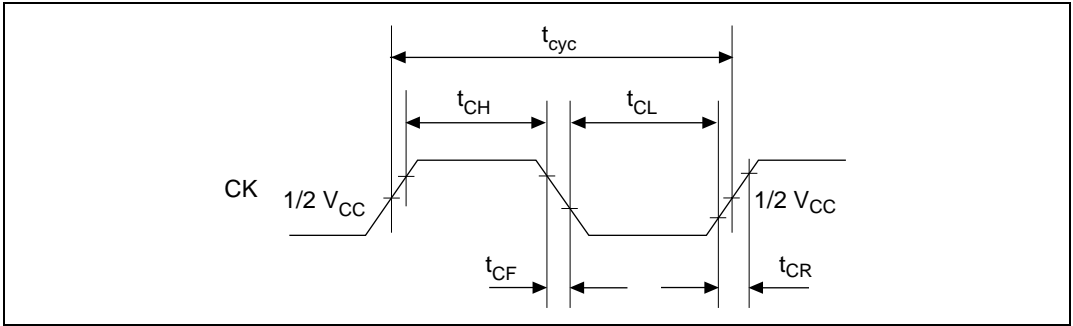 tcyc
tCH
tCL
CK
1/2 VCC
1/2 VCC
tCF
tCR